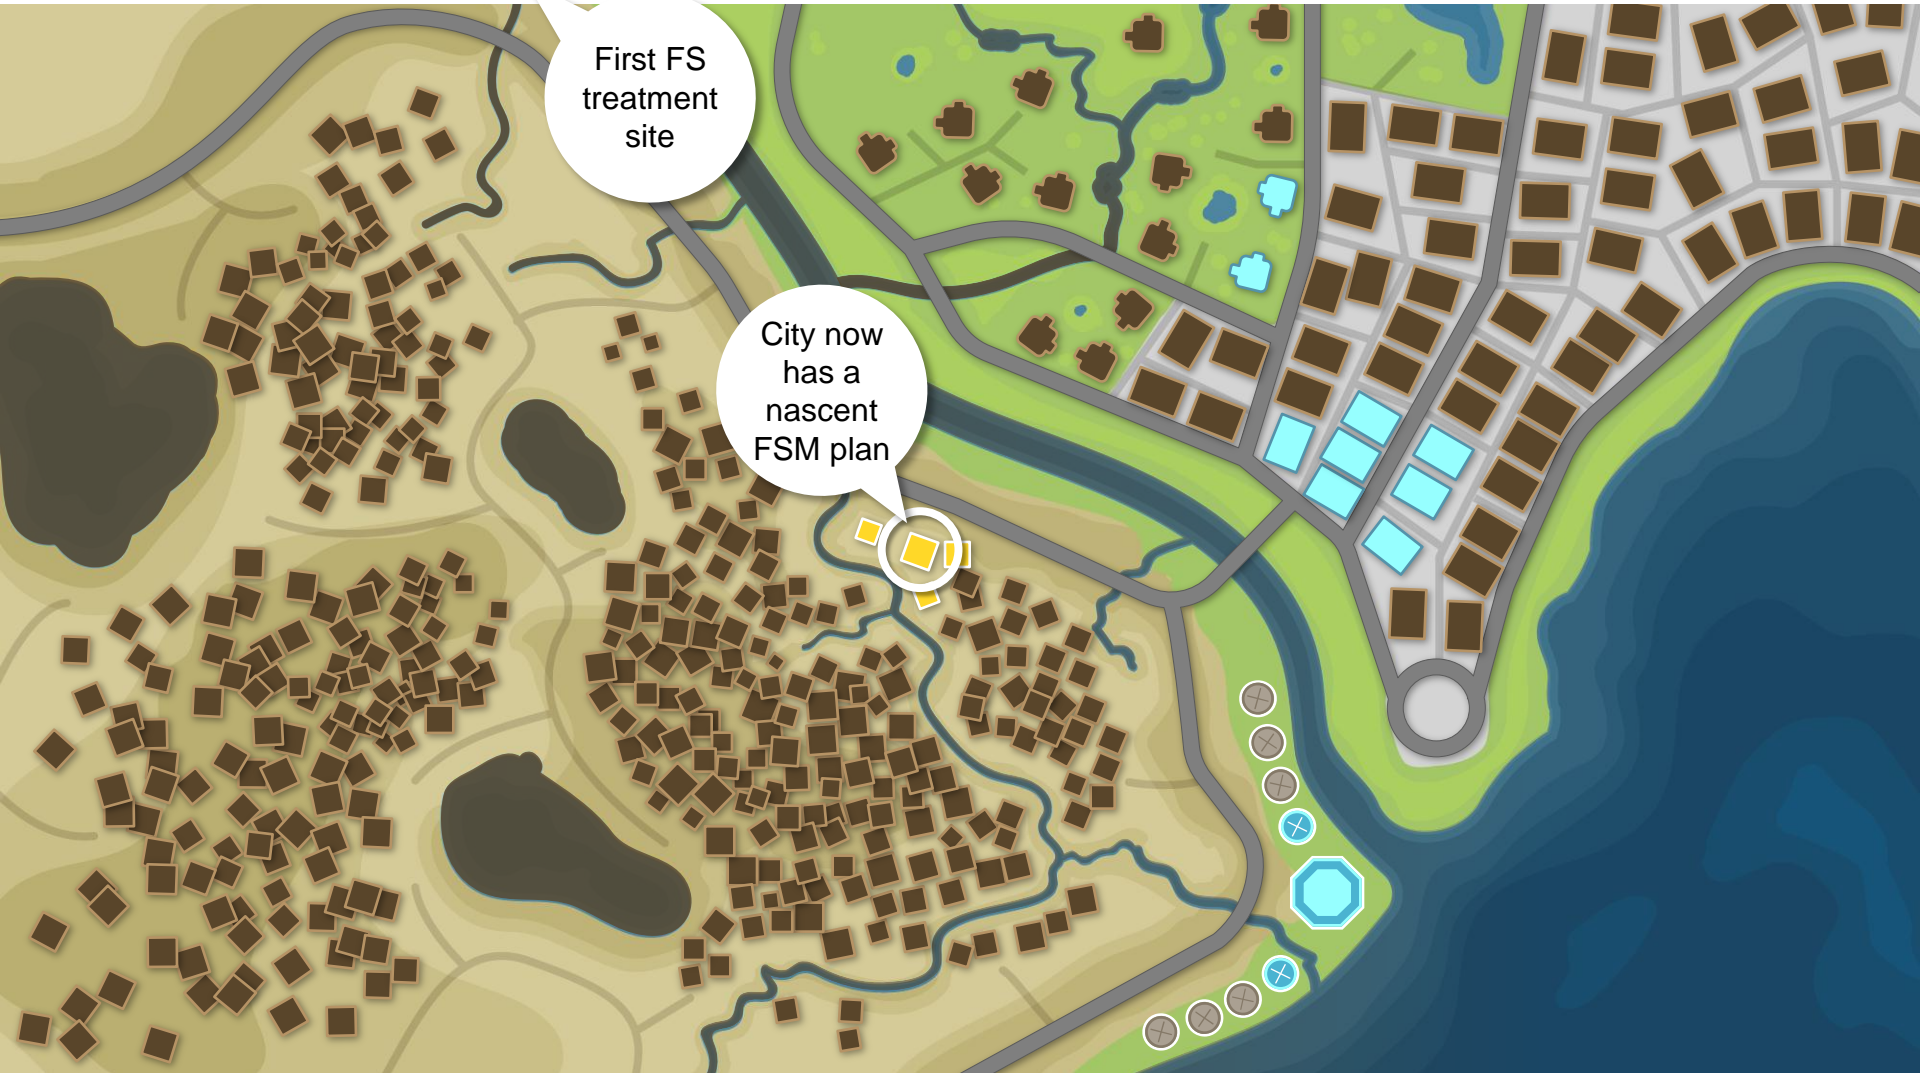 First FS
treatment
site
City now
has a
nascent
FSM plan